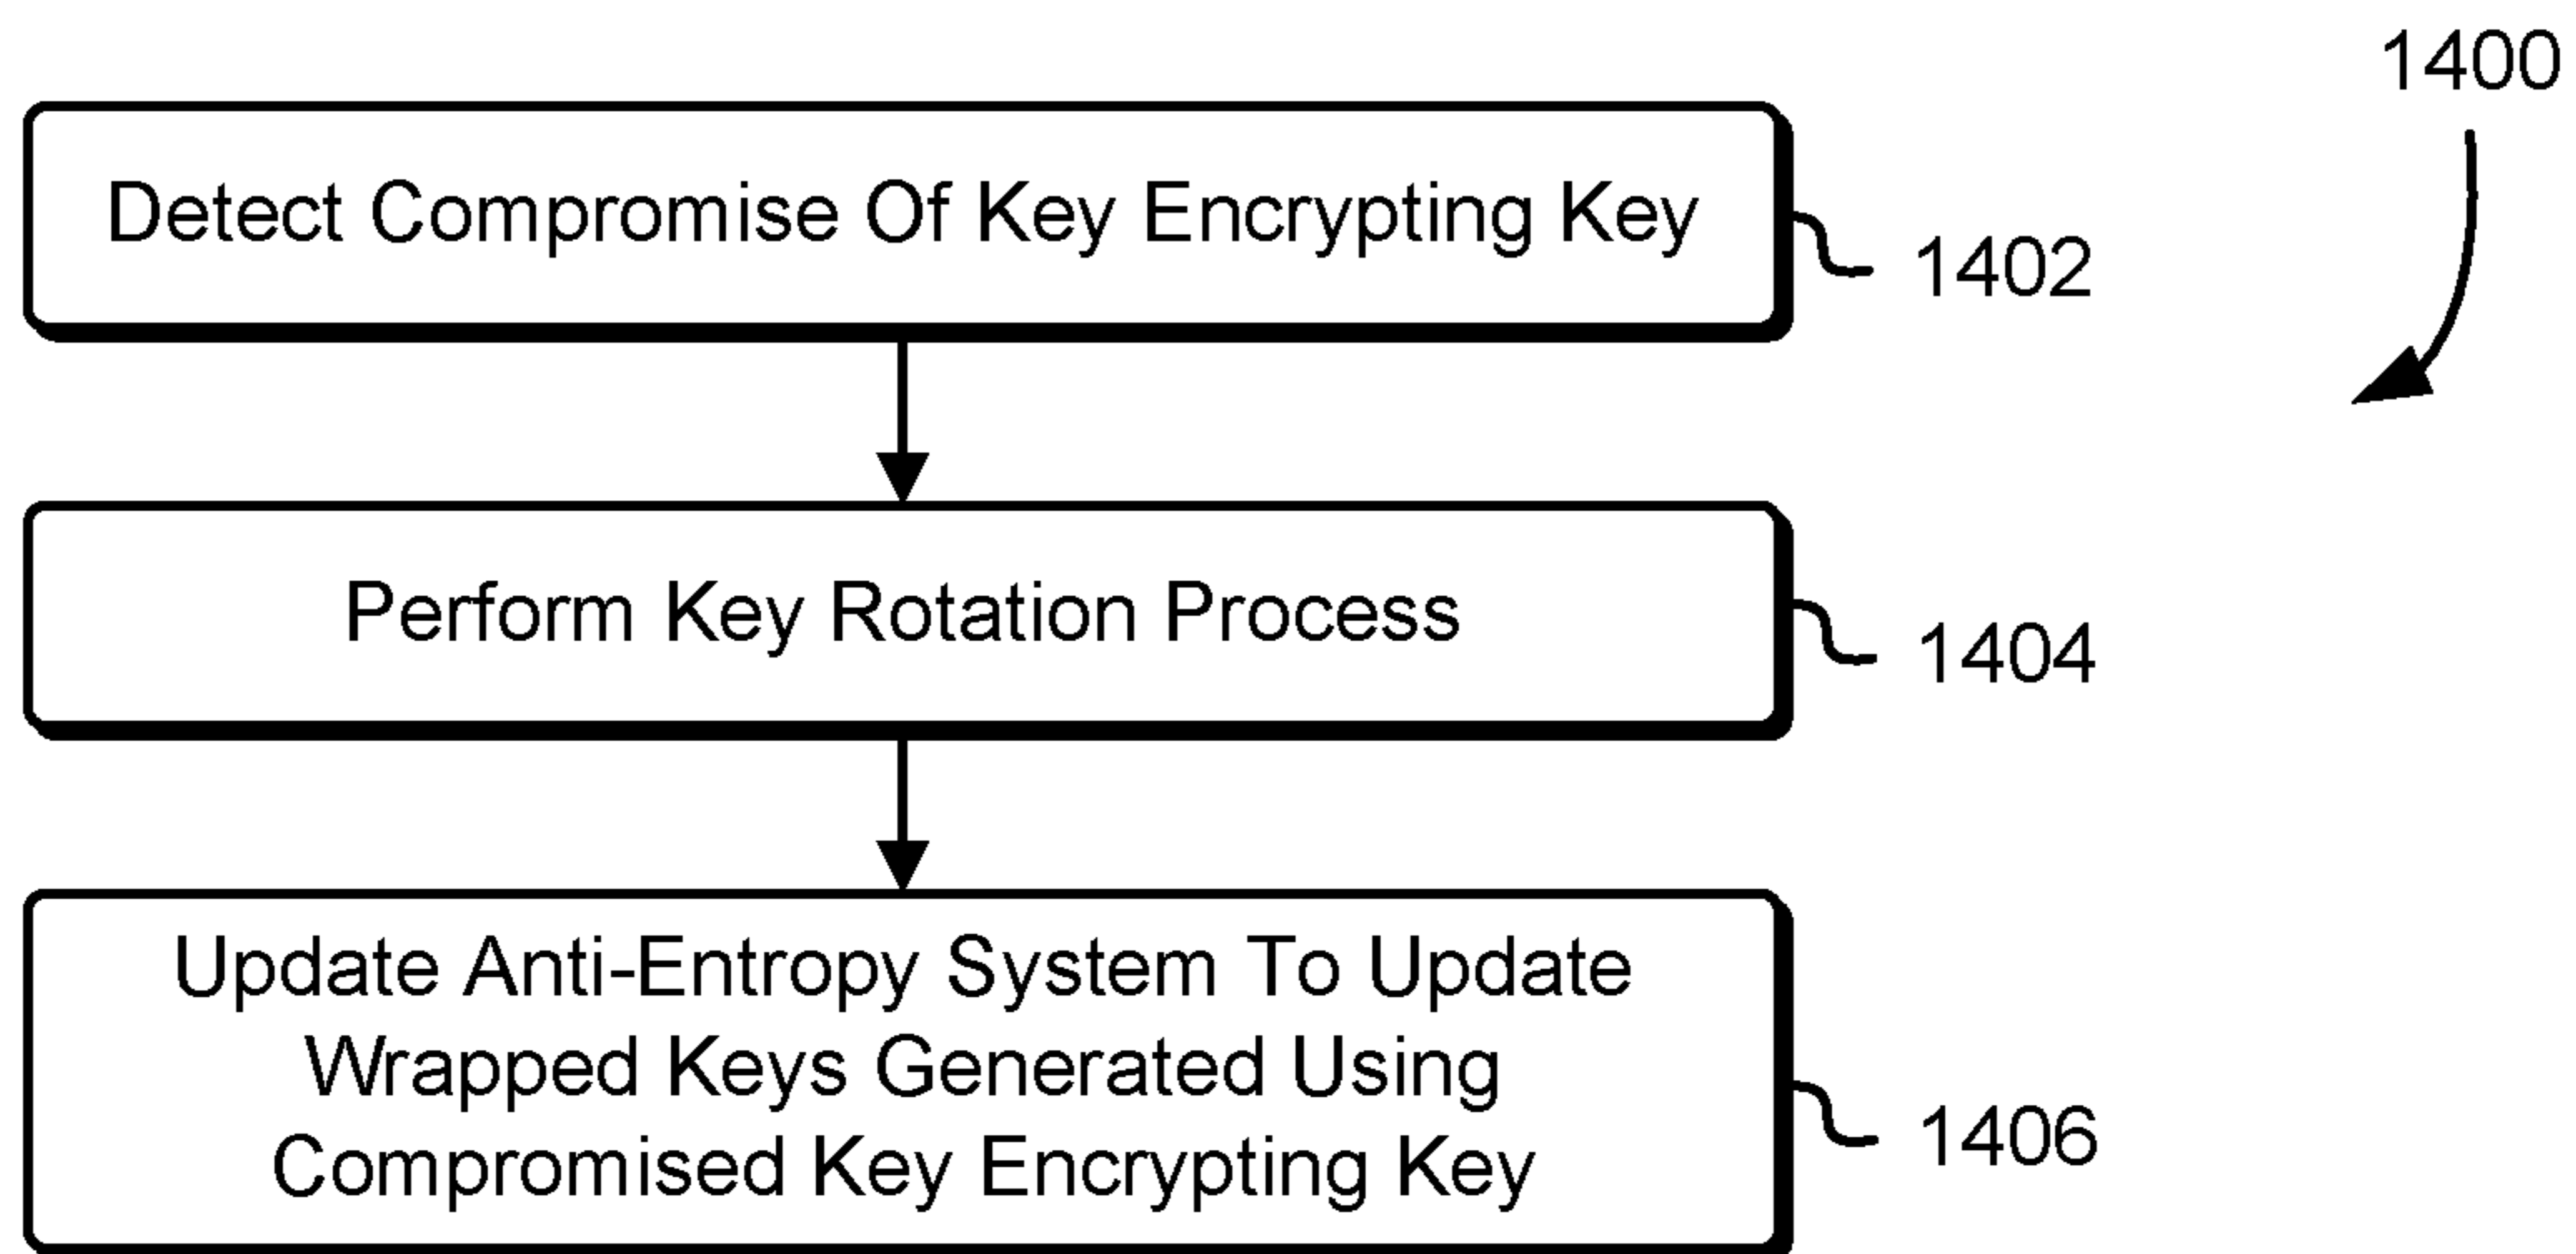 1400
Detect Compromise Of Key Encrypting Key
1402
Perform Key Rotation Process
1404
Update Anti-Entropy System To Update
Wrapped Keys Generated Using
Compromised Key Encrypting Key
1406